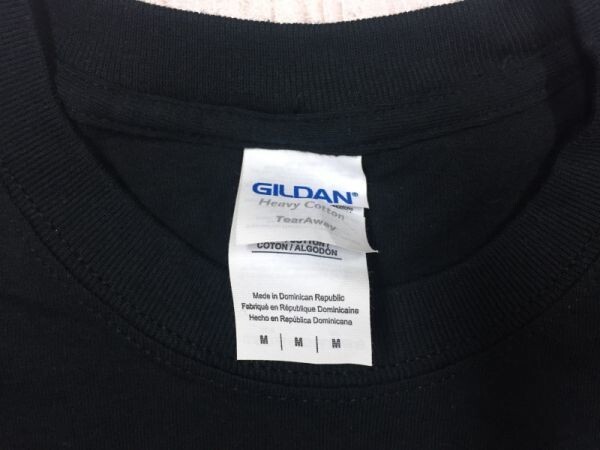 GILDAN®
Heavy Cotton
TearAway
COTON / ALGODÓN
Made in Dominican Republic
Fabriqué en République Dominicaine
Hecho en República Dominicana
M | M | M